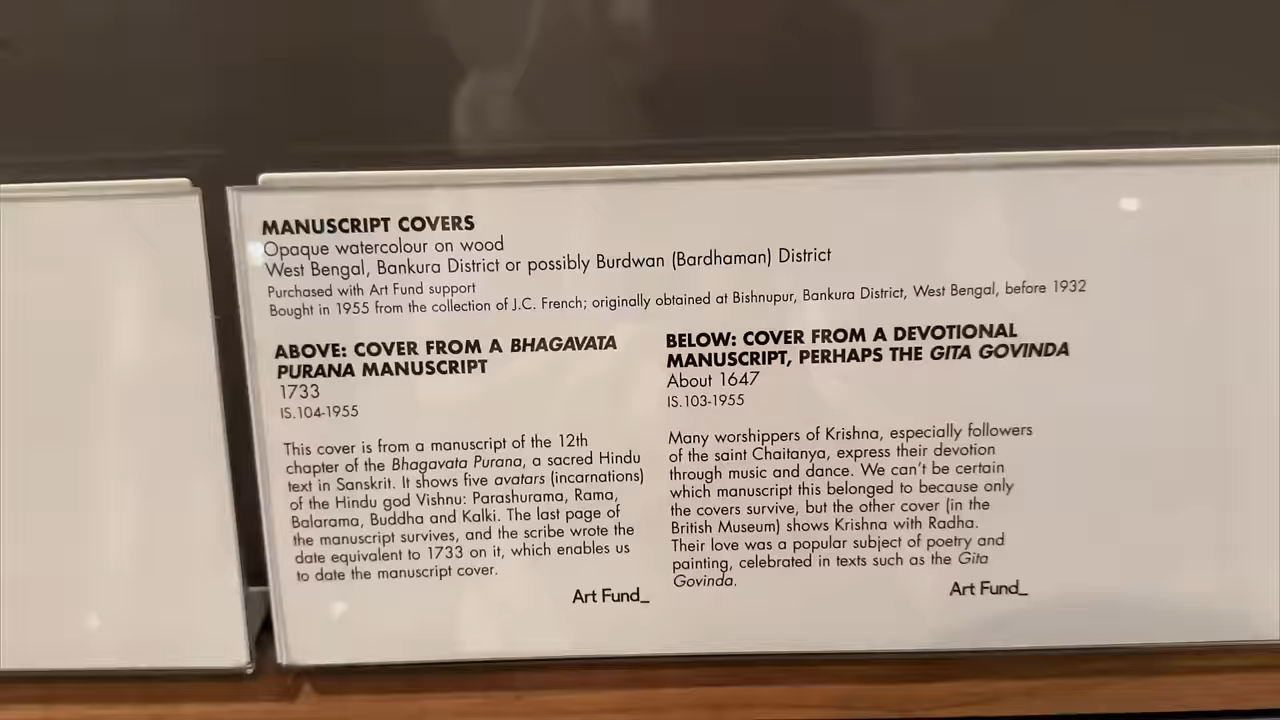 MANUSCRIPT COVERS
Opaque watercolour on wood
West Bengal, Bankura District or possibly Burdwan (Bardhaman) District
Purchased with Art Fund support
Bought in 1955 from the collection of J.C. French; originally obtained at Bishnupur, Bankura District, West Bengal, before 1932
ABOVE: COVER FROM A BHAGAVATA
PURANA MANUSCRIPT
1733
IS.104-1955
This cover is from a manuscript of the 12th
chapter of the Bhagavata Purana, a sacred Hindu
text in Sanskrit. It shows five avatars (incarnations)
of the Hindu god Vishnu: Parashurama, Rama,
Balarama, Buddha and Kalki. The last page of
the manuscript survives, and the scribe wrote the
date equivalent to 1733 on it, which enables us
to date the manuscript cover.
Art Fund_
BELOW: COVER FROM A DEVOTIONAL
MANUSCRIPT, PERHAPS THE GITA GOVINDA
About 1647
IS.103-1955
Many worshippers of Krishna, especially followers
of the saint Chaitanya, express their devotion
through music and dance. We can't be certain
which manuscript this belonged to because only
the covers survive, but the other cover (in the
British Museum) shows Krishna with Radha.
Their love was a popular subject of poetry and
painting, celebrated in texts such as the Gita
Govinda.
Art Fund_